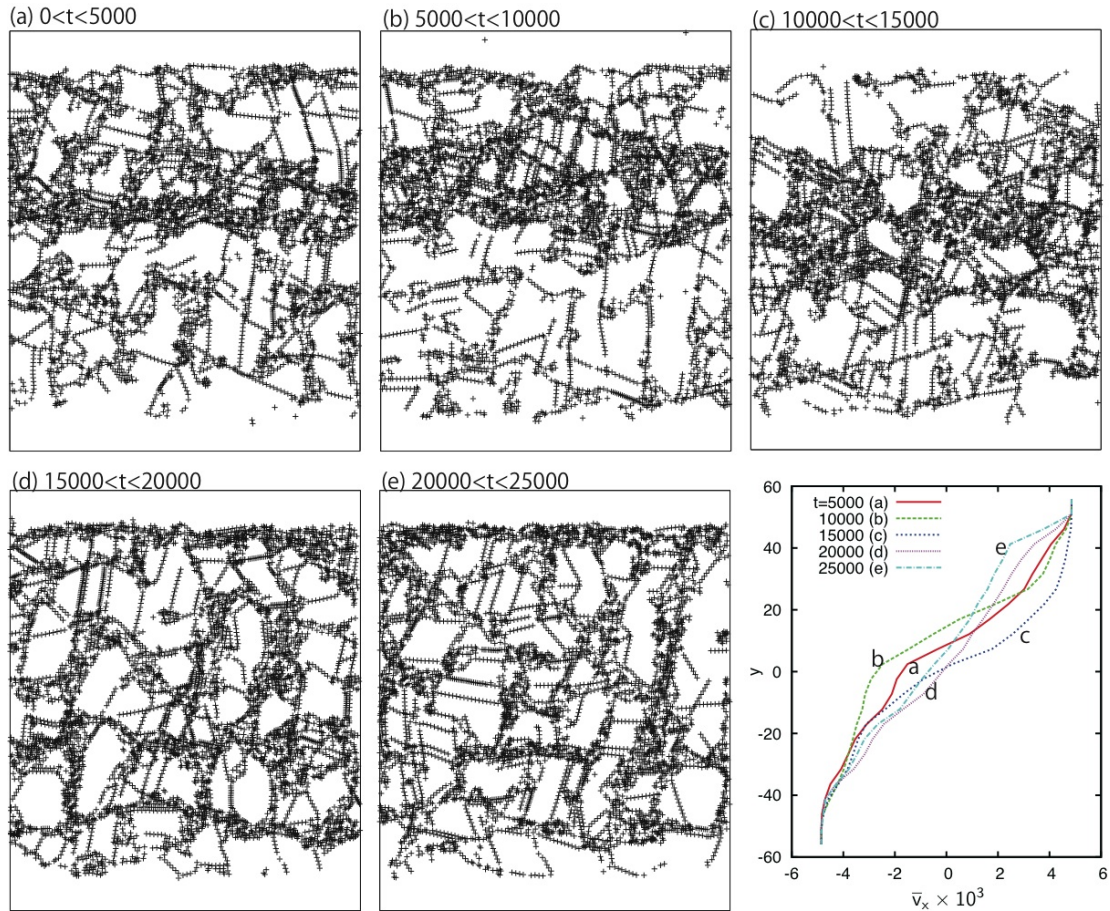 (a) 0<t<5000
(b) 5000<t<10000
(c) 10000<t<15000
(d) 15000<t<20000
(e) 20000<t<25000
60
40
20
0
-20
-40
-60
y
t=5000 (a)
10000 (b)
15000 (c)
20000 (d)
25000 (e)
e
c
b
a
d
-6
-4
-2
0
2
4
6
v̅ₓ × 10³